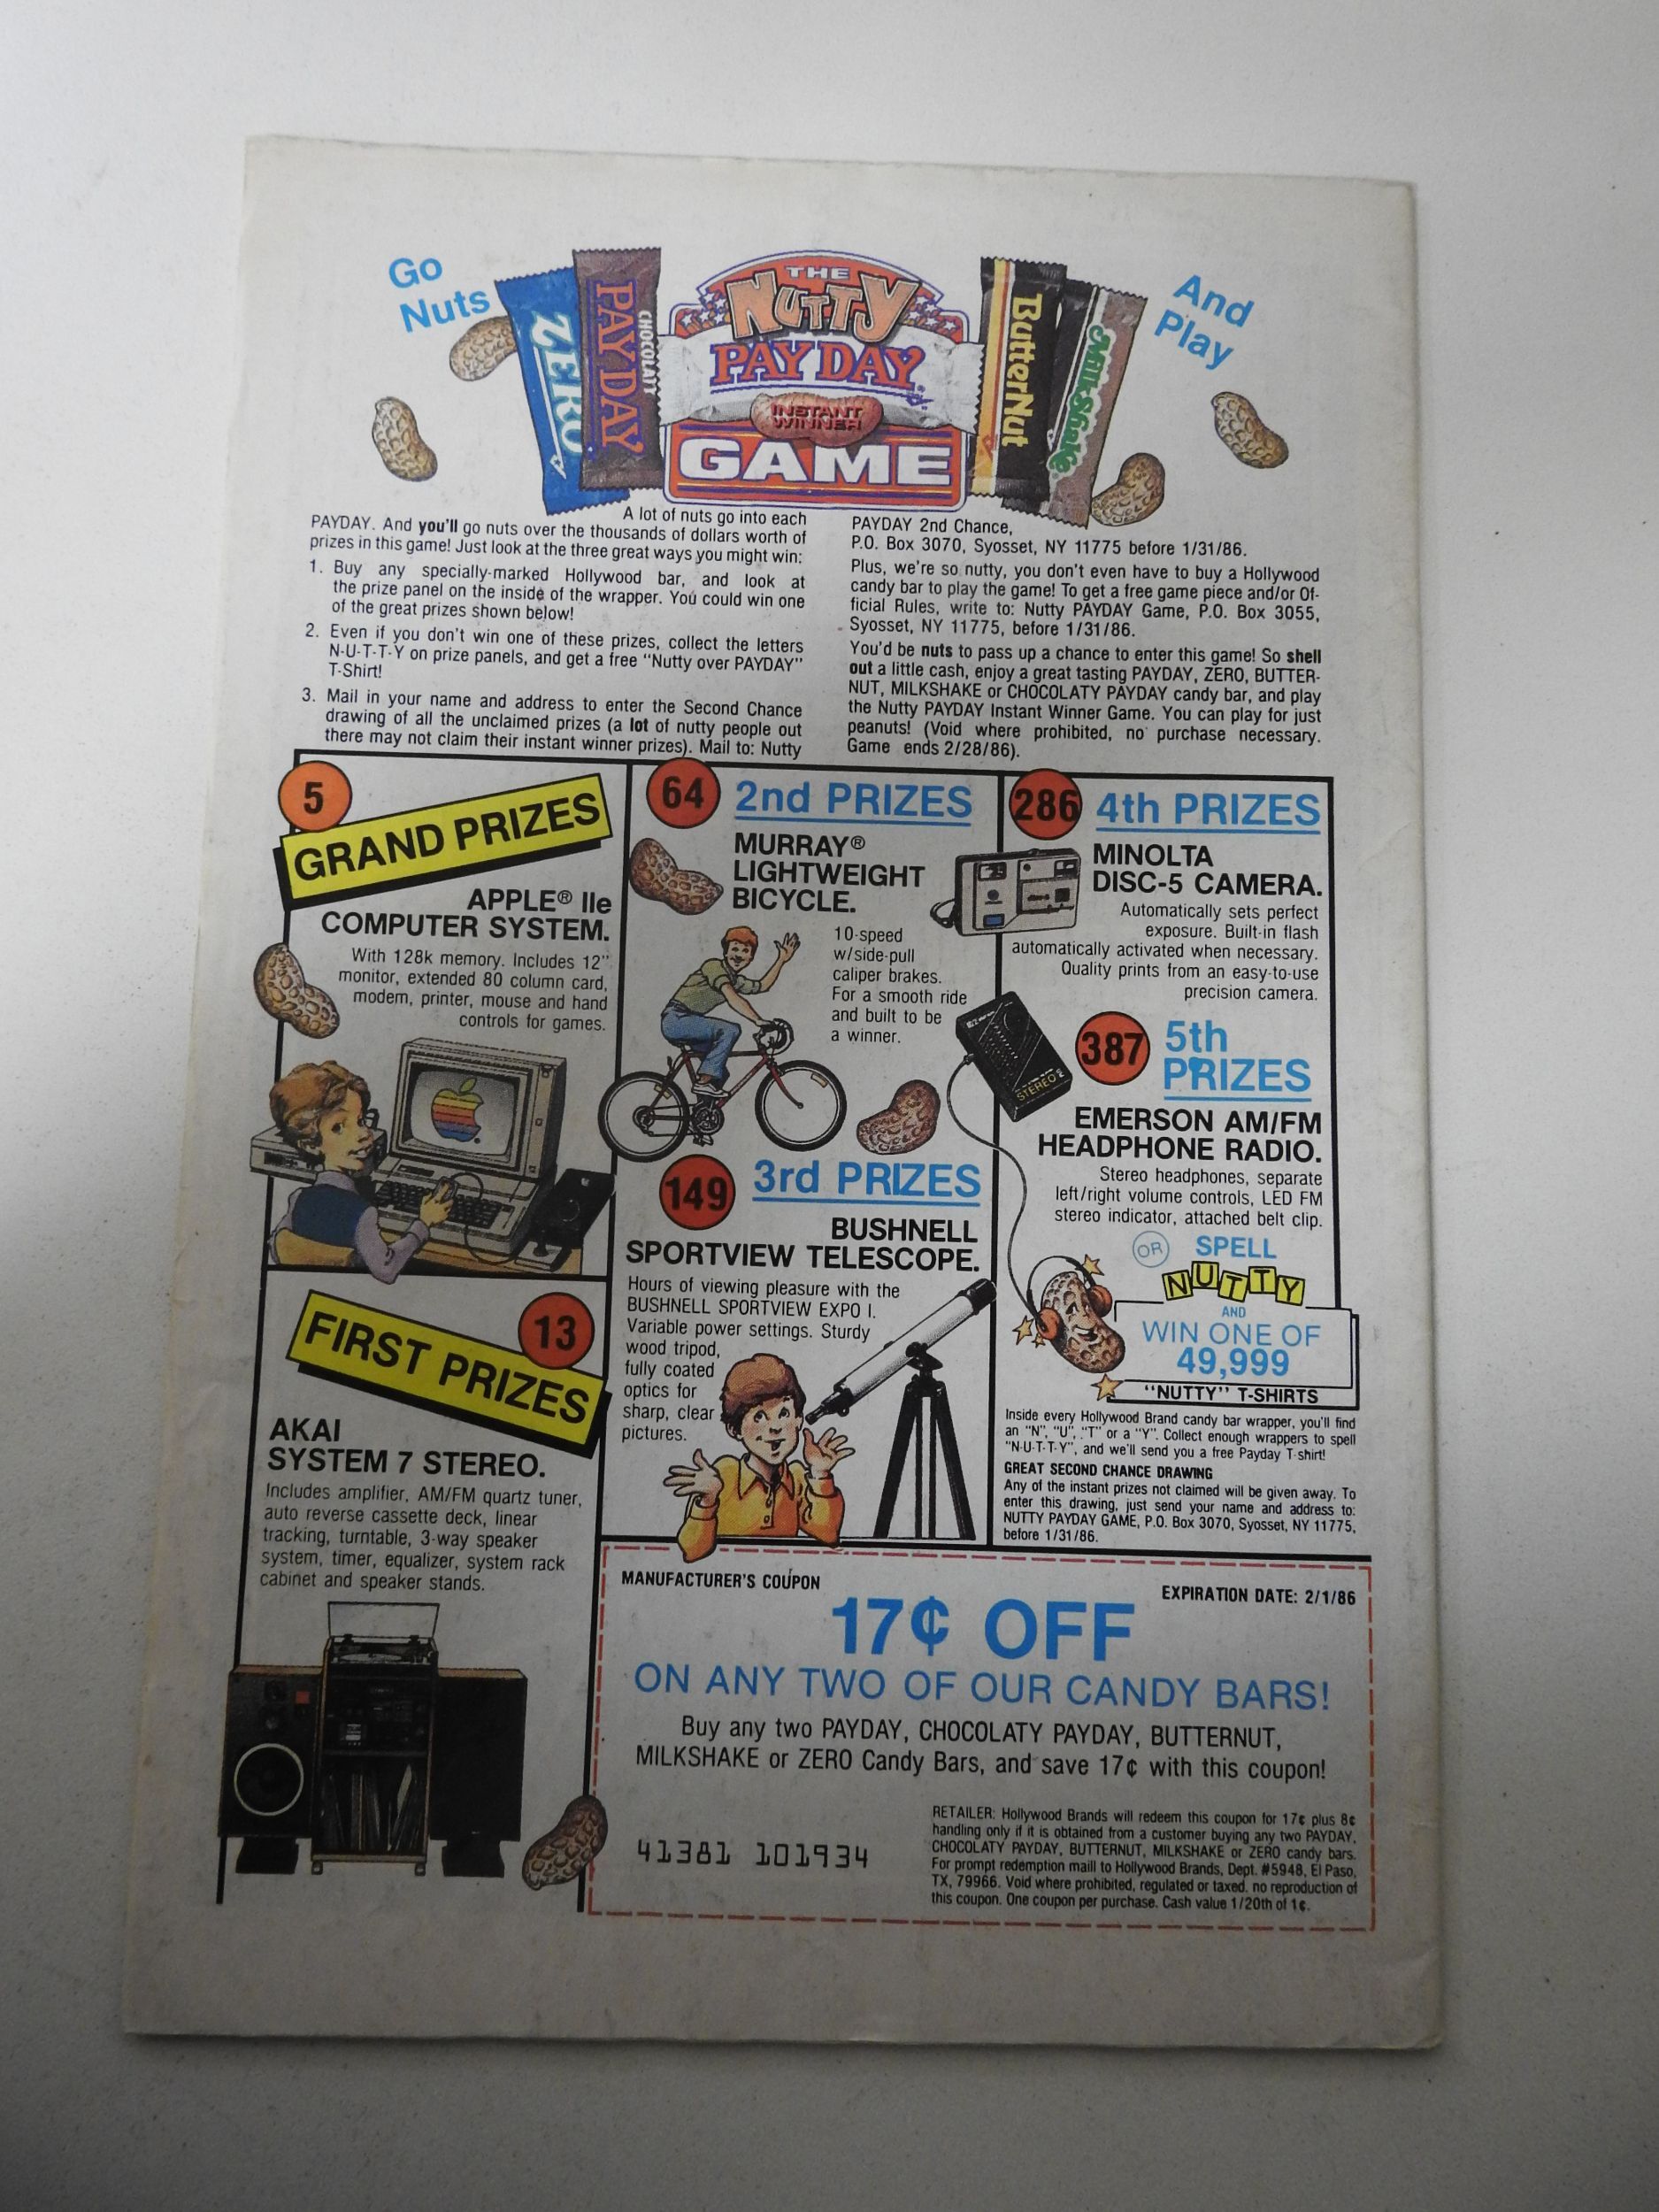 Go
Nuts
And
Play
ZERO
CHOCOLATY
PAYDAY
THE
NUTTY
PAYDAY
INSTANT
WINNER
GAME
ButterNut
MilkShake
A lot of nuts go into each
PAYDAY. And you'll go nuts over the thousands of dollars worth of
prizes in this game! Just look at the three great ways you might win:
1. Buy any specially-marked Hollywood bar, and look at
the prize panel on the inside of the wrapper. You could win one
of the great prizes shown below!
2. Even if you don't win one of these prizes, collect the letters
N-U-T-T-Y on prize panels, and get a free "Nutty over PAYDAY"
T-Shirt!
3. Mail in your name and address to enter the Second Chance
drawing of all the unclaimed prizes (a lot of nutty people out
there may not claim their instant winner prizes). Mail to: Nutty
PAYDAY 2nd Chance,
P.O. Box 3070, Syosset, NY 11775 before 1/31/86.
Plus, we're so nutty, you don't even have to buy a Hollywood
candy bar to play the game! To get a free game piece and/or Of-
ficial Rules, write to: Nutty PAYDAY Game, P.O. Box 3055,
Syosset, NY 11775, before 1/31/86.
You'd be nuts to pass up a chance to enter this game! So shell
out a little cash, enjoy a great tasting PAYDAY, ZERO, BUTTER-
NUT, MILKSHAKE or CHOCOLATY PAYDAY candy bar, and play
the Nutty PAYDAY Instant Winner Game. You can play for just
peanuts! (Void where prohibited, no purchase necessary.
Game ends 2/28/86).
5
GRAND PRIZES
APPLE® IIe
COMPUTER SYSTEM.
With 128k memory. Includes 12"
monitor, extended 80 column card,
modem, printer, mouse and hand
controls for games.
13
FIRST PRIZES
AKAI
SYSTEM 7 STEREO.
Includes amplifier, AM/FM quartz tuner,
auto reverse cassette deck, linear
tracking, turntable, 3-way speaker
system, timer, equalizer, system rack
cabinet and speaker stands.
64
2nd PRIZES
MURRAY®
LIGHTWEIGHT
BICYCLE.
10-speed
w/side-pull
caliper brakes.
For a smooth ride
and built to be
a winner.
149
3rd PRIZES
BUSHNELL
SPORTVIEW TELESCOPE.
Hours of viewing pleasure with the
BUSHNELL SPORTVIEW EXPO I.
Variable power settings. Sturdy
wood tripod,
fully coated
optics for
sharp, clear
pictures.
286
4th PRIZES
MINOLTA
DISC-5 CAMERA.
Automatically sets perfect
exposure. Built-in flash
automatically activated when necessary.
Quality prints from an easy-to-use
precision camera.
STEREO
387
5th
PRIZES
EMERSON AM/FM
HEADPHONE RADIO.
Stereo headphones, separate
left/right volume controls, LED FM
stereo indicator, attached belt clip.
OR
SPELL
NUTTY
AND
WIN ONE OF
49,999
"NUTTY" T-SHIRTS
Inside every Hollywood Brand candy bar wrapper, you'll find
an "N", "U", "T" or a "Y". Collect enough wrappers to spell
"N-U-T-T-Y", and we'll send you a free Payday T-shirt!
GREAT SECOND CHANCE DRAWING
Any of the instant prizes not claimed will be given away. To
enter this drawing, just send your name and address to:
NUTTY PAYDAY GAME, P.O. Box 3070, Syosset, NY 11775,
before 1/31/86.
MANUFACTURER'S COUPON
EXPIRATION DATE: 2/1/86
17¢ OFF
ON ANY TWO OF OUR CANDY BARS!
Buy any two PAYDAY, CHOCOLATY PAYDAY, BUTTERNUT,
MILKSHAKE or ZERO Candy Bars, and save 17¢ with this coupon!
41381 101934
RETAILER: Hollywood Brands will redeem this coupon for 17¢ plus 8¢
handling only if it is obtained from a customer buying any two PAYDAY,
CHOCOLATY PAYDAY, BUTTERNUT, MILKSHAKE or ZERO candy bars.
For prompt redemption maill to Hollywood Brands, Dept. #5948, El Paso,
TX, 79966. Void where prohibited, regulated or taxed. no reproduction of
this coupon. One coupon per purchase. Cash value 1/20th of 1¢.